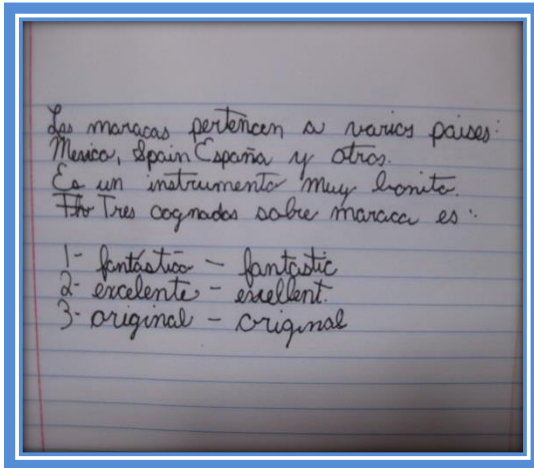 Las maracas pertencen a varios paises:
Mexico, Spain España y otros.
Es un instrumento muy bonito.
Tres cognados sobre maraca es:
1- fantástico - fantastic
2- excelente - excellent.
3- original - original